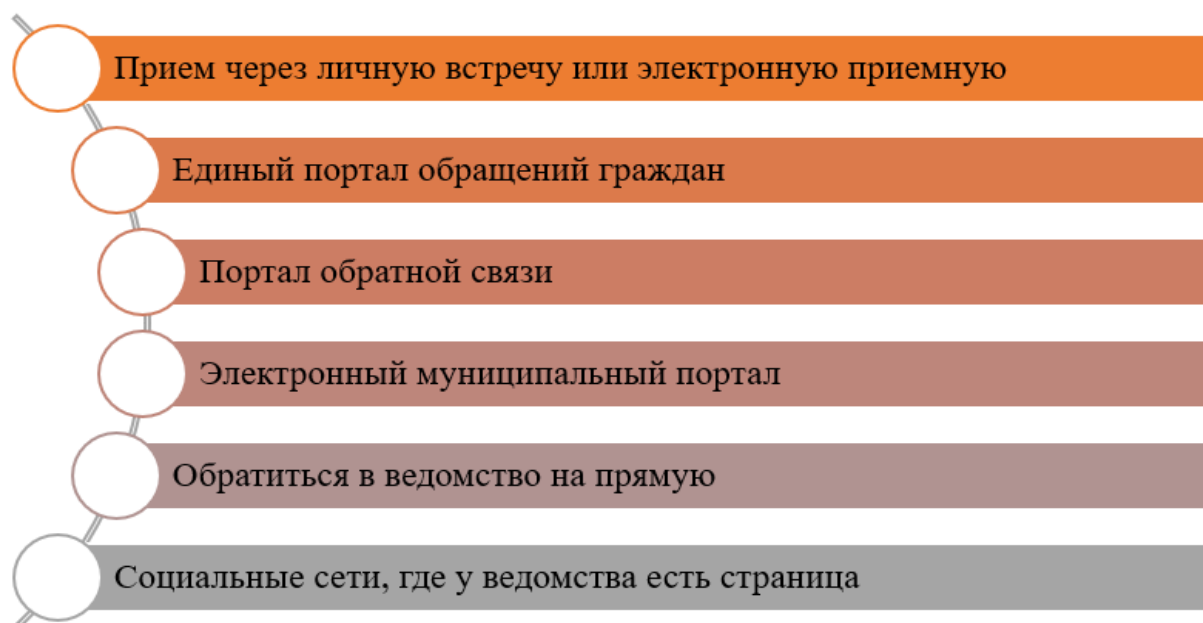 Прием через личную встречу или электронную приемную
Единый портал обращений граждан
Портал обратной связи
Электронный муниципальный портал
Обратиться в ведомство на прямую
Социальные сети, где у ведомства есть страница